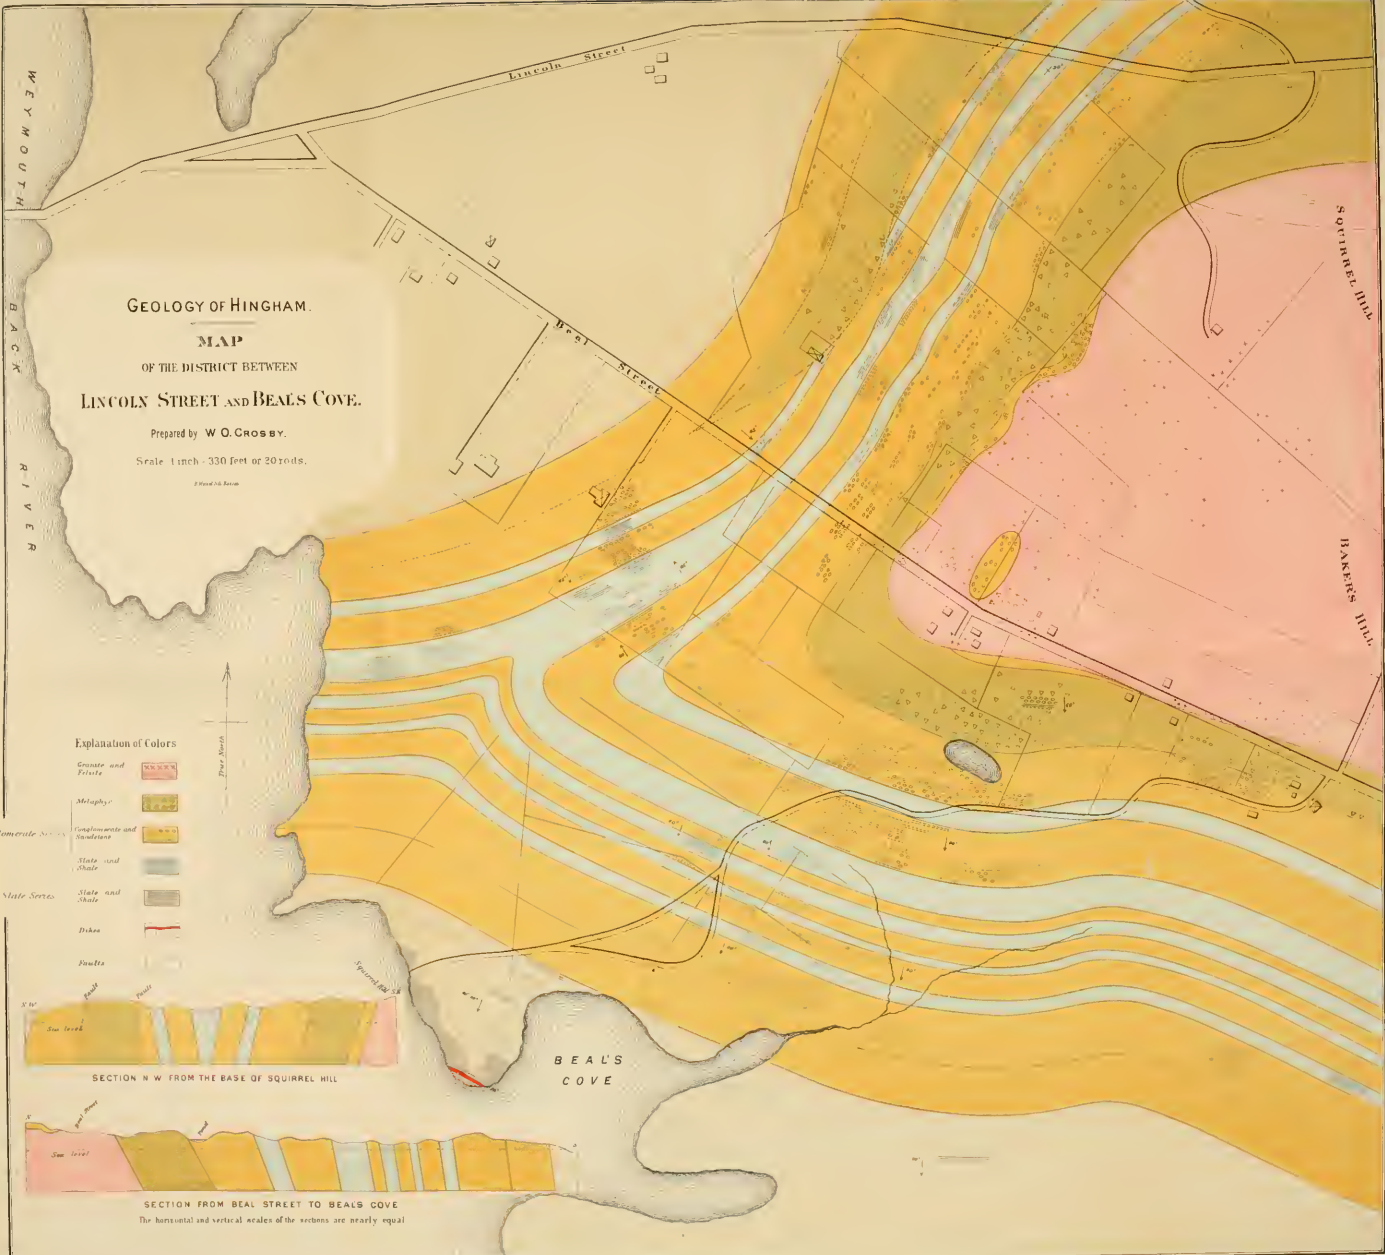 Lincoln Street
WEYMOUTH BACK RIVER
SQUIRREL HILL
GEOLOGY OF HINGHAM.
MAP
OF THE DISTRICT BETWEEN
LINCOLN STREET AND BEAL'S COVE.
Prepared by W O. CROSBY.
Scale 1 inch - 330 feet or 20 rods.
Beal Street
BAKER'S HILL
True North
Explanation of Colors
Granite and
Felsite
Melaphyr
Conglomerate and
Sandstone
Slate and
Shale
Slate Series
Slate and
Shale
Dikes
Faults
Squirrel Hill S.E.
N W
Fault
Fault
Sea level
SECTION N W FROM THE BASE OF SQUIRREL HILL
BEAL'S
COVE
N
Beal Street
Pond
Sea level
SECTION FROM BEAL STREET TO BEAL'S COVE
The horizontal and vertical scales of the sections are nearly equal